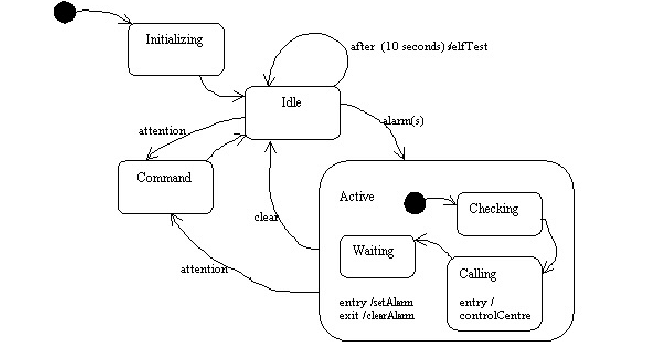 Initializing
after (10 seconds) /selfTest
Idle
alarm(s)
attention
Command
Active
Checking
clear
Waiting
attention
Calling
entry /setAlarm
exit /clearAlarm
entry /
controlCentre